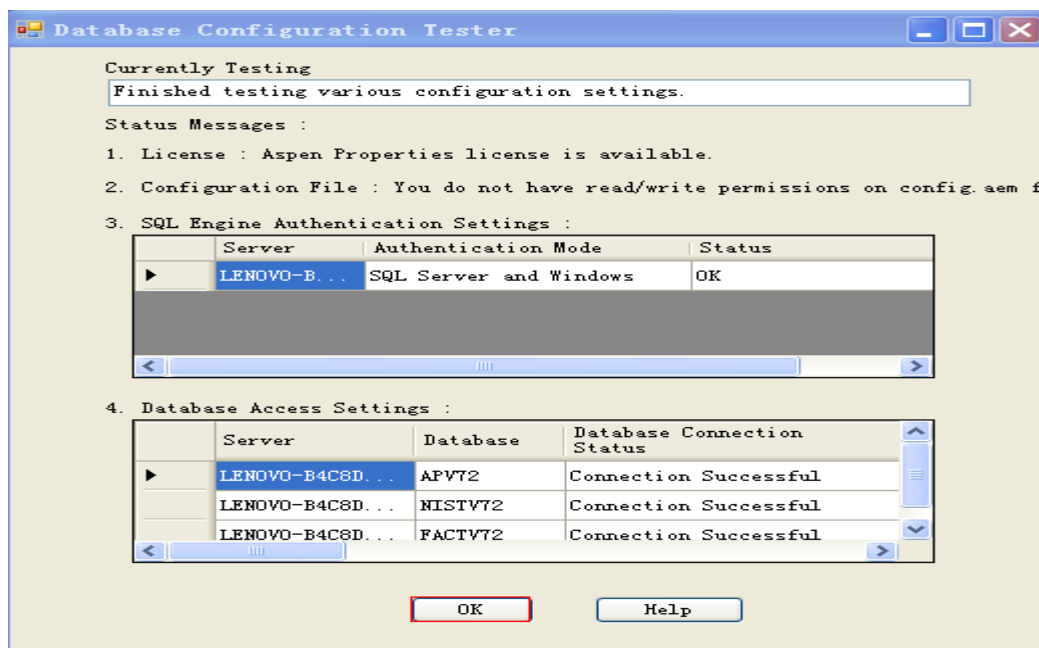 Database Configuration Tester
Currently Testing
Finished testing various configuration settings.
Status Messages :
1. License : Aspen Properties license is available.
2. Configuration File : You do not have read/write permissions on config.aem f
3. SQL Engine Authentication Settings :
Server Authentication Mode Status
LENOVO-B... SQL Server and Windows OK
4. Database Access Settings :
Server Database Database Connection Status
LENOVO-B4C8D... APV72 Connection Successful
LENOVO-B4C8D... NISTV72 Connection Successful
LENOVO-B4C8D... FACTV72 Connection Successful
OK Help